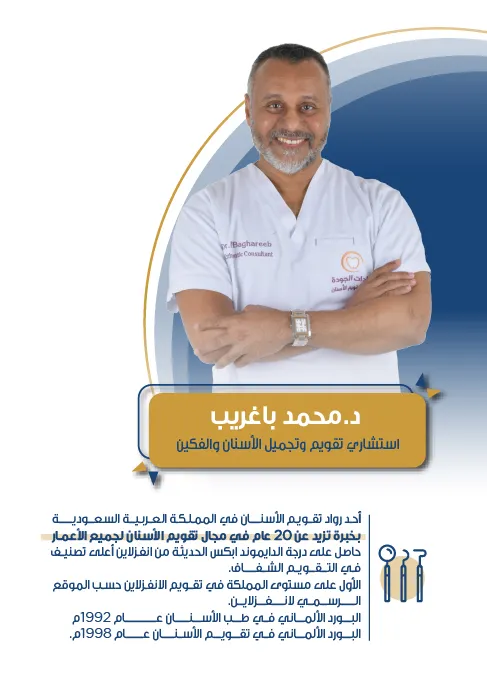 Baghareeb
Consultant
الجودة
د.محمد باغريب
استشاري تقويم وتجميل الأسنان والفكين
أحد رواد تقويم الأسنان في المملكة العربية السعودية
بخبرة تزيد عن 20 عام في مجال تقويم الأسنان لجميع الأعمار
حاصل على درجة الدايموند ابكس الحديثة من انفزلاين أعلى تصنيف
في التقويم الشفاف.
الأول على مستوى المملكة في تقويم الانفزلاين حسب الموقع
الرسمي لانفزلاين.
البورد الألماني في طب الأسنان عام 1992م
البورد الألماني في تقويم الأسنان عام 1998م.